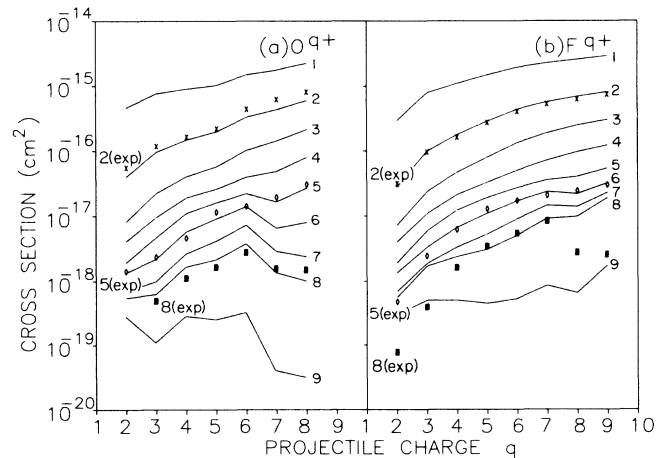 10^-14
10^-15
10^-16
10^-17
10^-18
10^-19
10^-20
CROSS SECTION (cm^2)
(a) O^q+
1
2
3
4
5
6
7
8
9
2(exp)
5(exp)
8(exp)
(b) F^q+
1
2
3
4
5
6
7
8
9
2(exp)
5(exp)
8(exp)
1 2 3 4 5 6 7 8 9 1 2 3 4 5 6 7 8 9 10
PROJECTILE CHARGE q